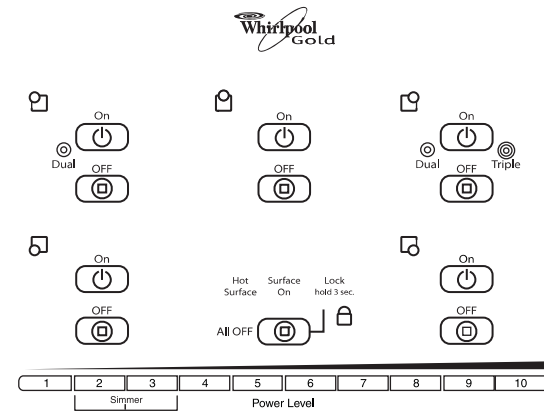 Whirlpool
Gold
On On On
Dual Dual Triple
OFF OFF OFF
On On
Hot Surface Surface On Lock hold 3 sec.
OFF OFF
All OFF
1 2 3 4 5 6 7 8 9 10
Simmer
Power Level